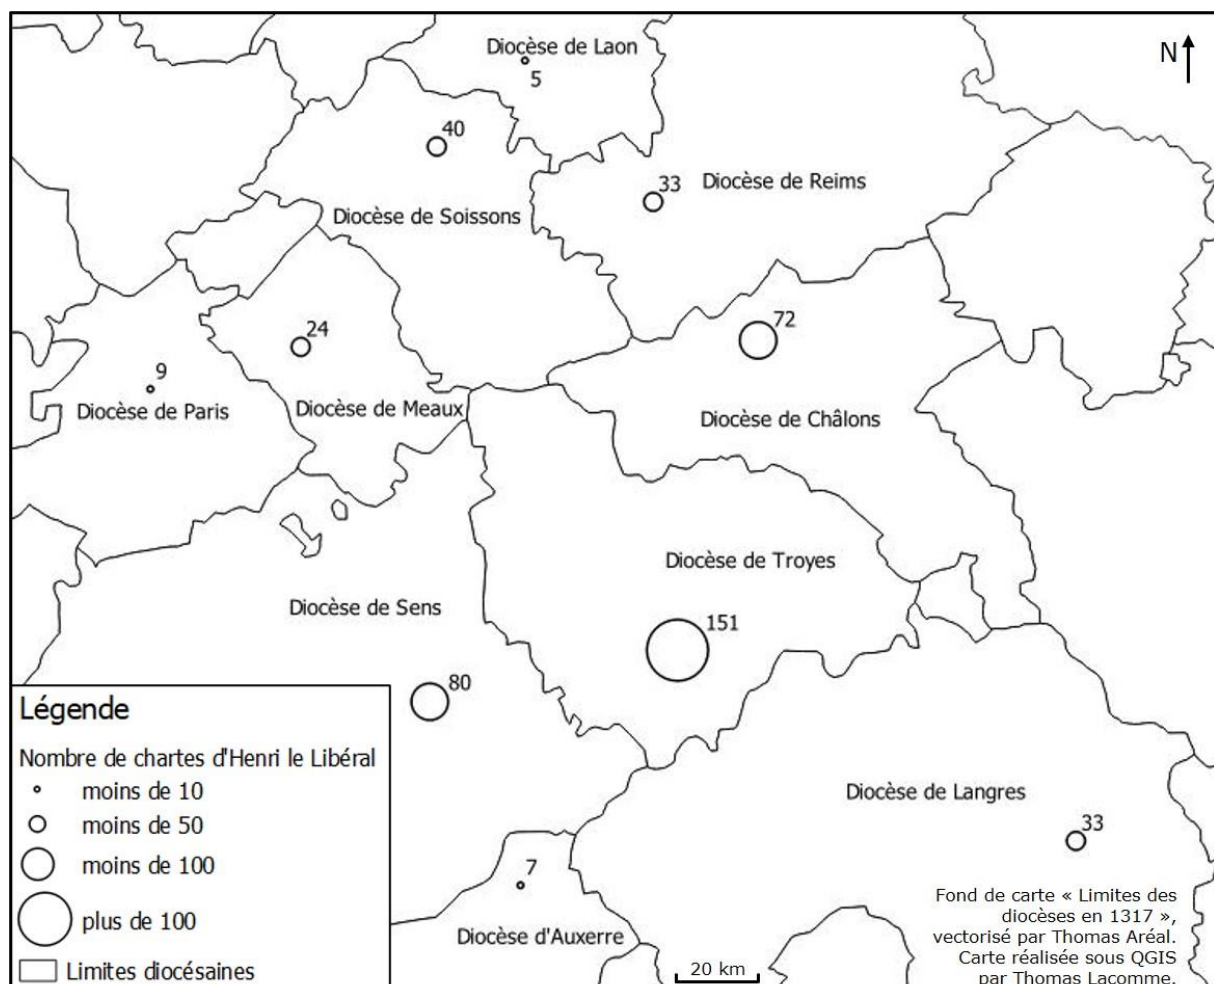 Diocèse de Laon
5
N
40
33
Diocèse de Reims
Diocèse de Soissons
72
24
9
Diocèse de Paris
Diocèse de Meaux
Diocèse de Châlons
Diocèse de Troyes
Diocèse de Sens
151
80
Légende
Nombre de chartes d'Henri le Libéral
moins de 10
moins de 50
moins de 100
plus de 100
Limites diocésaines
Diocèse de Langres
33
7
Diocèse d'Auxerre
20 km
Fond de carte « Limites des
diocèses en 1317 »,
vectorisé par Thomas Aréal.
Carte réalisée sous QGIS
par Thomas Lacomme.